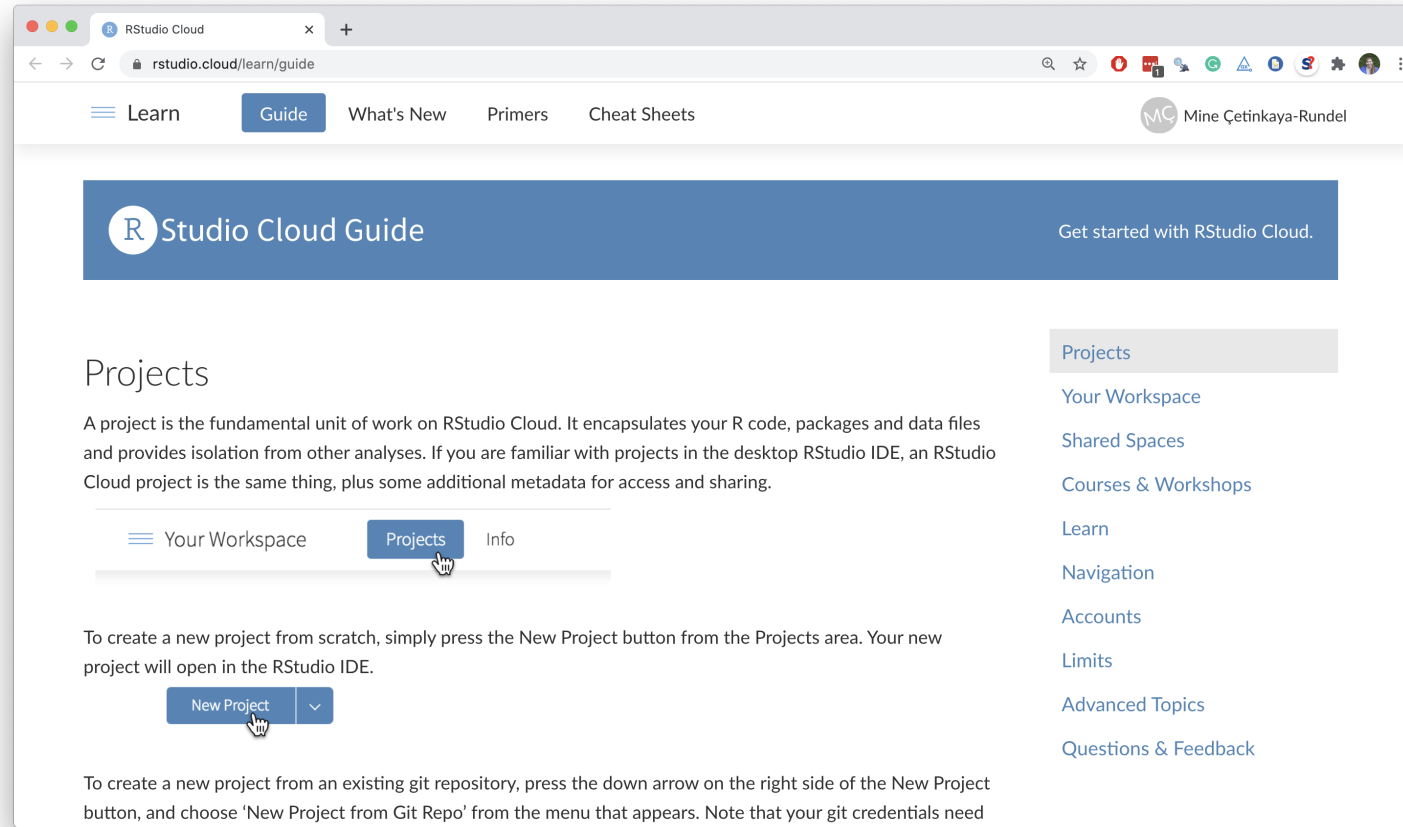 RStudio Cloud
rstudio.cloud/learn/guide
1
Learn
Guide
What's New
Primers
Cheat Sheets
MÇ
Mine Çetinkaya-Rundel
R Studio Cloud Guide
Get started with RStudio Cloud.
Projects
A project is the fundamental unit of work on RStudio Cloud. It encapsulates your R code, packages and data files
and provides isolation from other analyses. If you are familiar with projects in the desktop RStudio IDE, an RStudio
Cloud project is the same thing, plus some additional metadata for access and sharing.
Your Workspace
Projects
Info
To create a new project from scratch, simply press the New Project button from the Projects area. Your new
project will open in the RStudio IDE.
New Project
To create a new project from an existing git repository, press the down arrow on the right side of the New Project
button, and choose ‘New Project from Git Repo’ from the menu that appears. Note that your git credentials need
Projects
Your Workspace
Shared Spaces
Courses & Workshops
Learn
Navigation
Accounts
Limits
Advanced Topics
Questions & Feedback